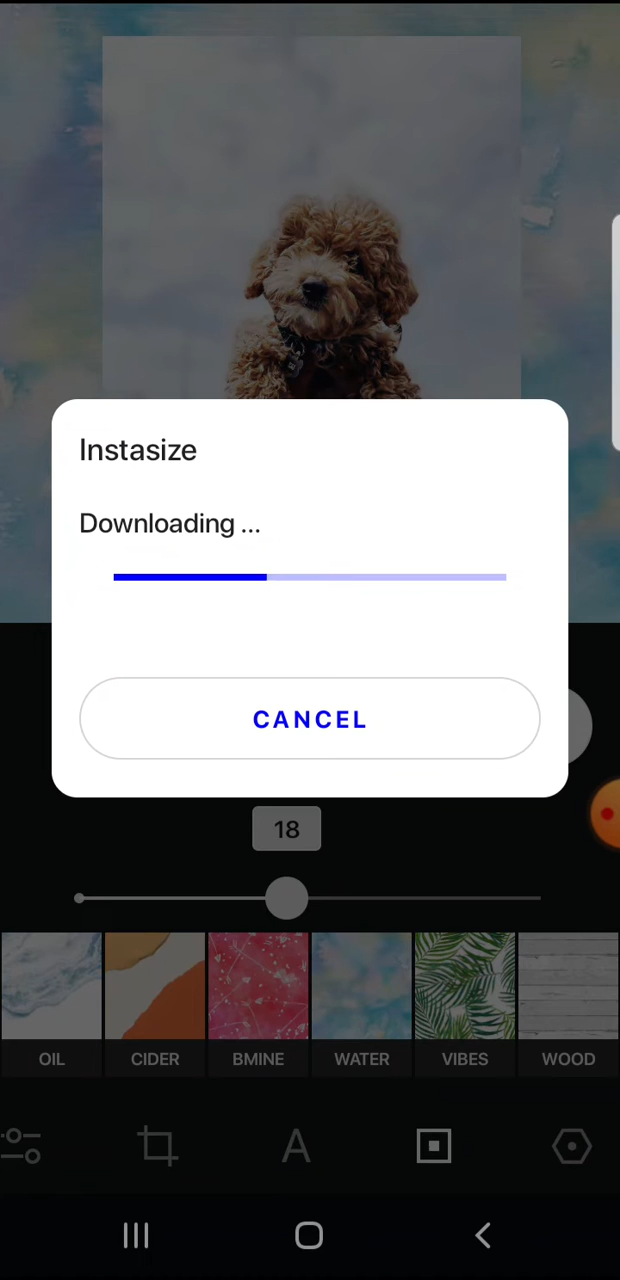 Instasize
Downloading ...
CANCEL
18
OIL
CIDER
BMINE
WATER
VIBES
WOOD
A